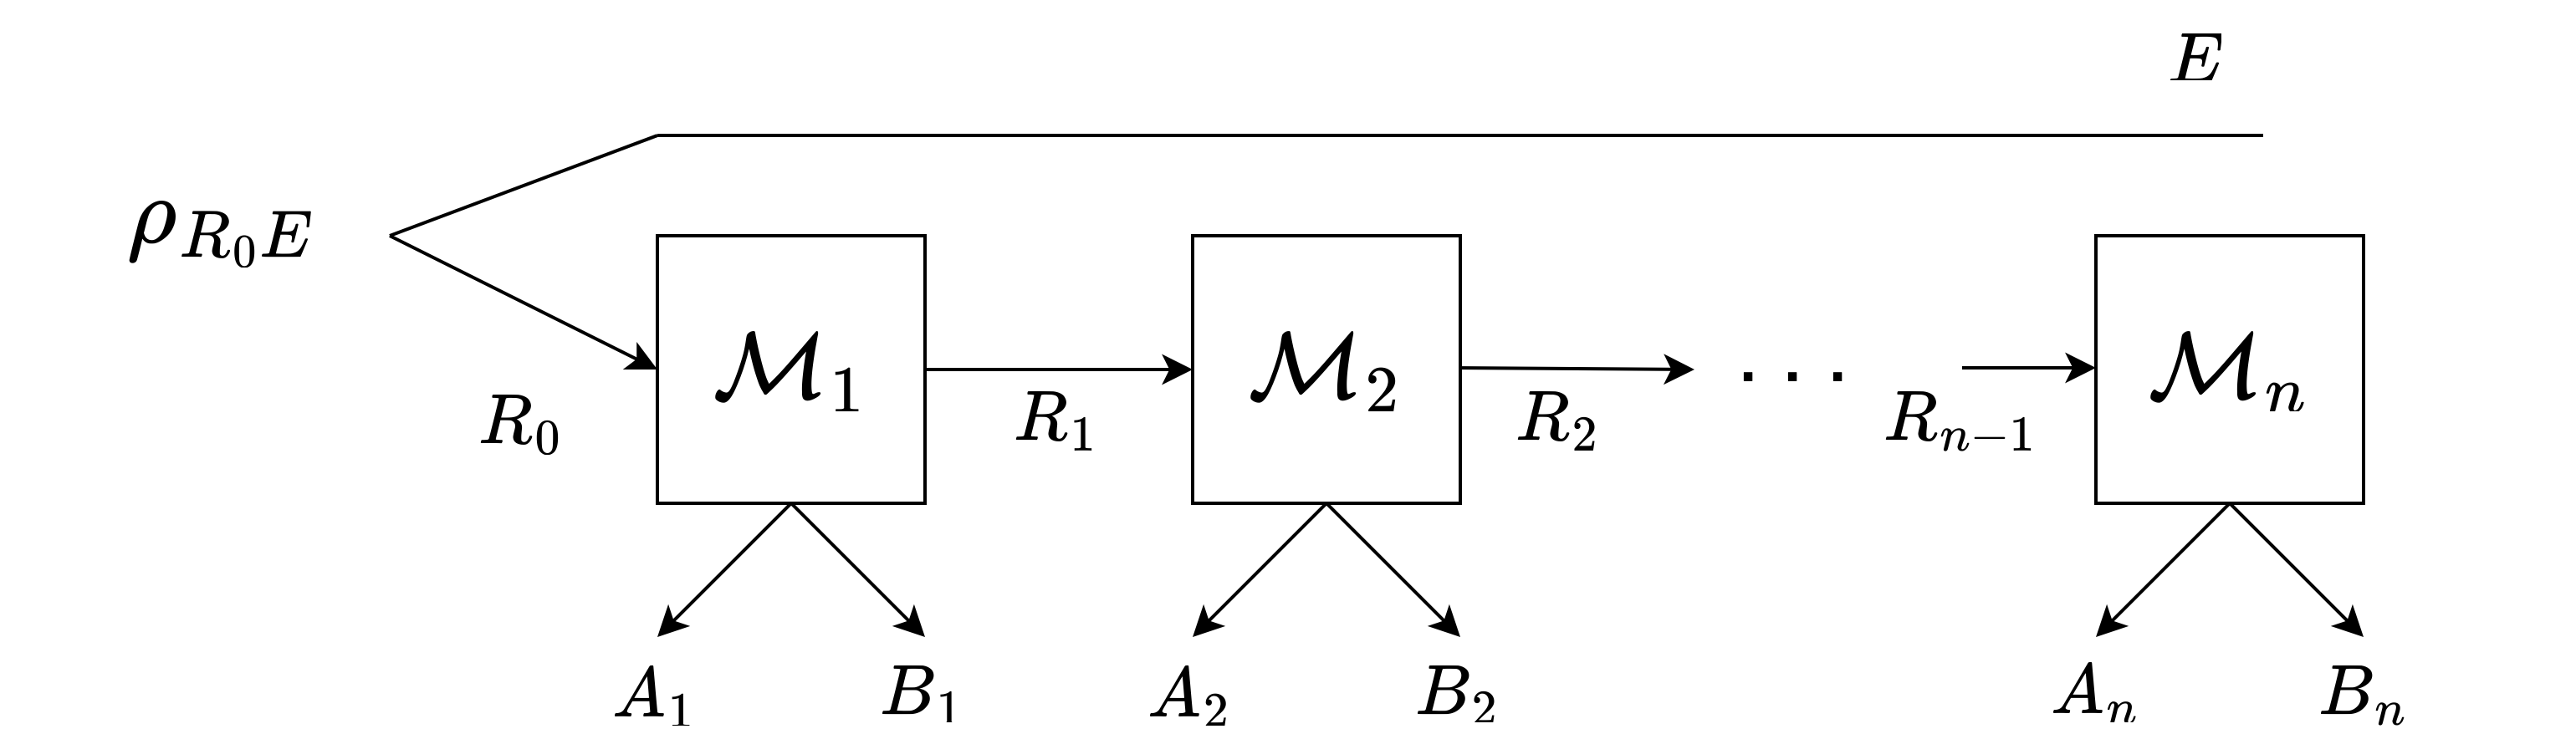 E
ρ_{R_0E}
ℳ_1 ℳ_2 ⋯ ℳ_n
R_0 R_1 R_2 R_{n−1}
A_1 B_1 A_2 B_2 A_n B_n